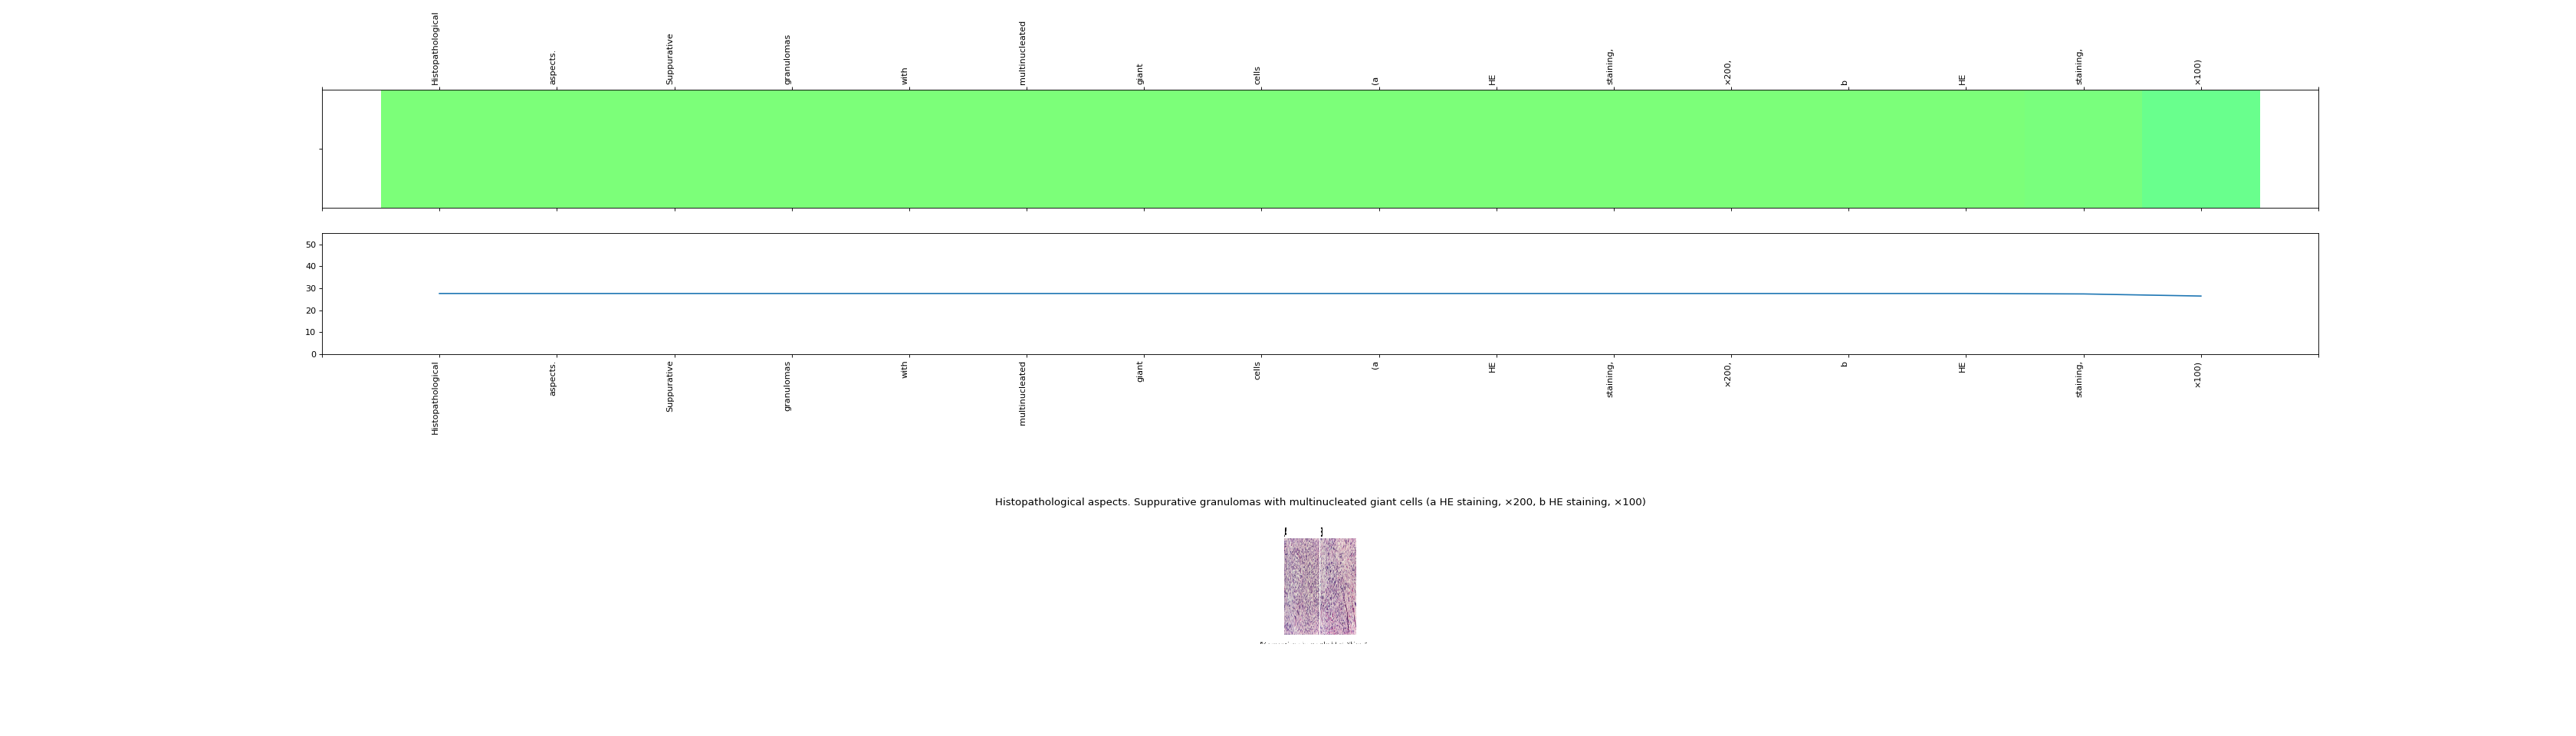 Histopathological aspects. Suppurative granulomas with multinucleated giant cells (a HE staining, ×200, b HE staining, ×100)
50
40
30
20
10
0
Histopathological aspects. Suppurative granulomas with multinucleated giant cells (a HE staining, ×200, b HE staining, ×100)
Histopathological aspects. Suppurative granulomas with multinucleated giant cells (a HE staining, ×200, b HE staining, ×100)